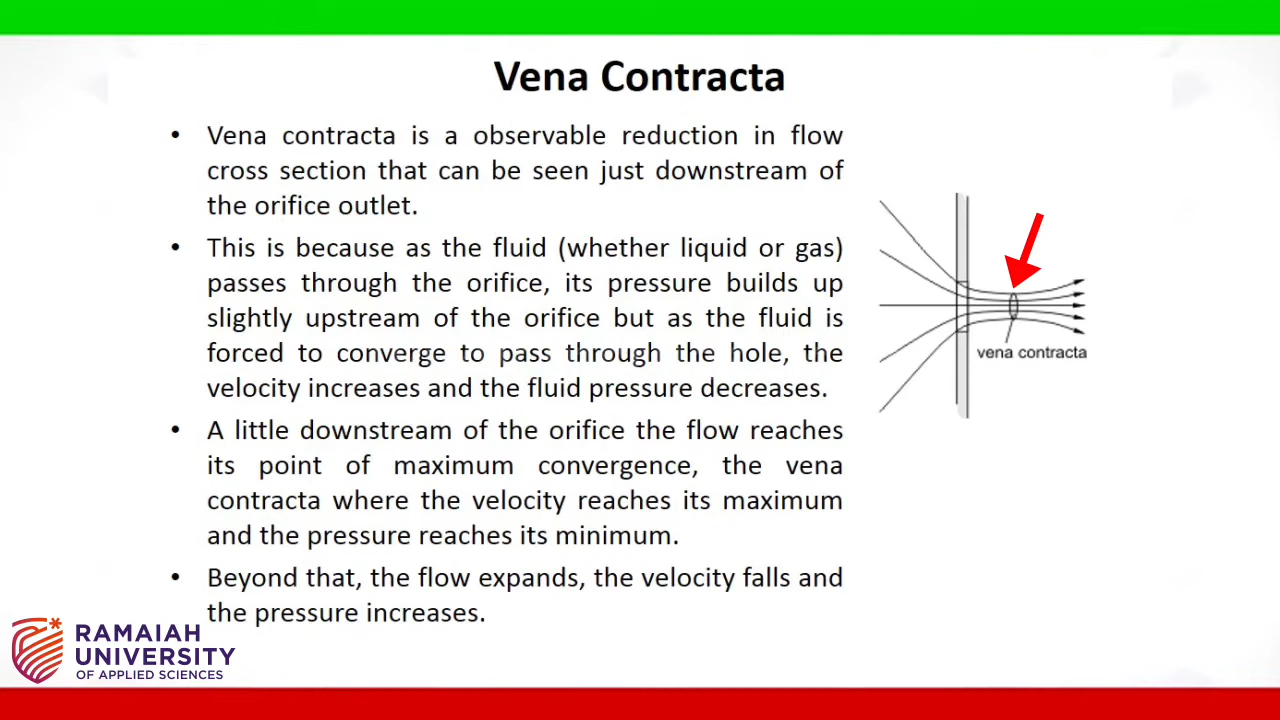 Vena Contracta
• Vena contracta is a observable reduction in flow
cross section that can be seen just downstream of
the orifice outlet.
• This is because as the fluid (whether liquid or gas)
passes through the orifice, its pressure builds up
slightly upstream of the orifice but as the fluid is
forced to converge to pass through the hole, the
velocity increases and the fluid pressure decreases.
• A little downstream of the orifice the flow reaches
its point of maximum convergence, the vena
contracta where the velocity reaches its maximum
and the pressure reaches its minimum.
• Beyond that, the flow expands, the velocity falls and
the pressure increases.
vena contracta
RAMAIAH
UNIVERSITY
OF APPLIED SCIENCES